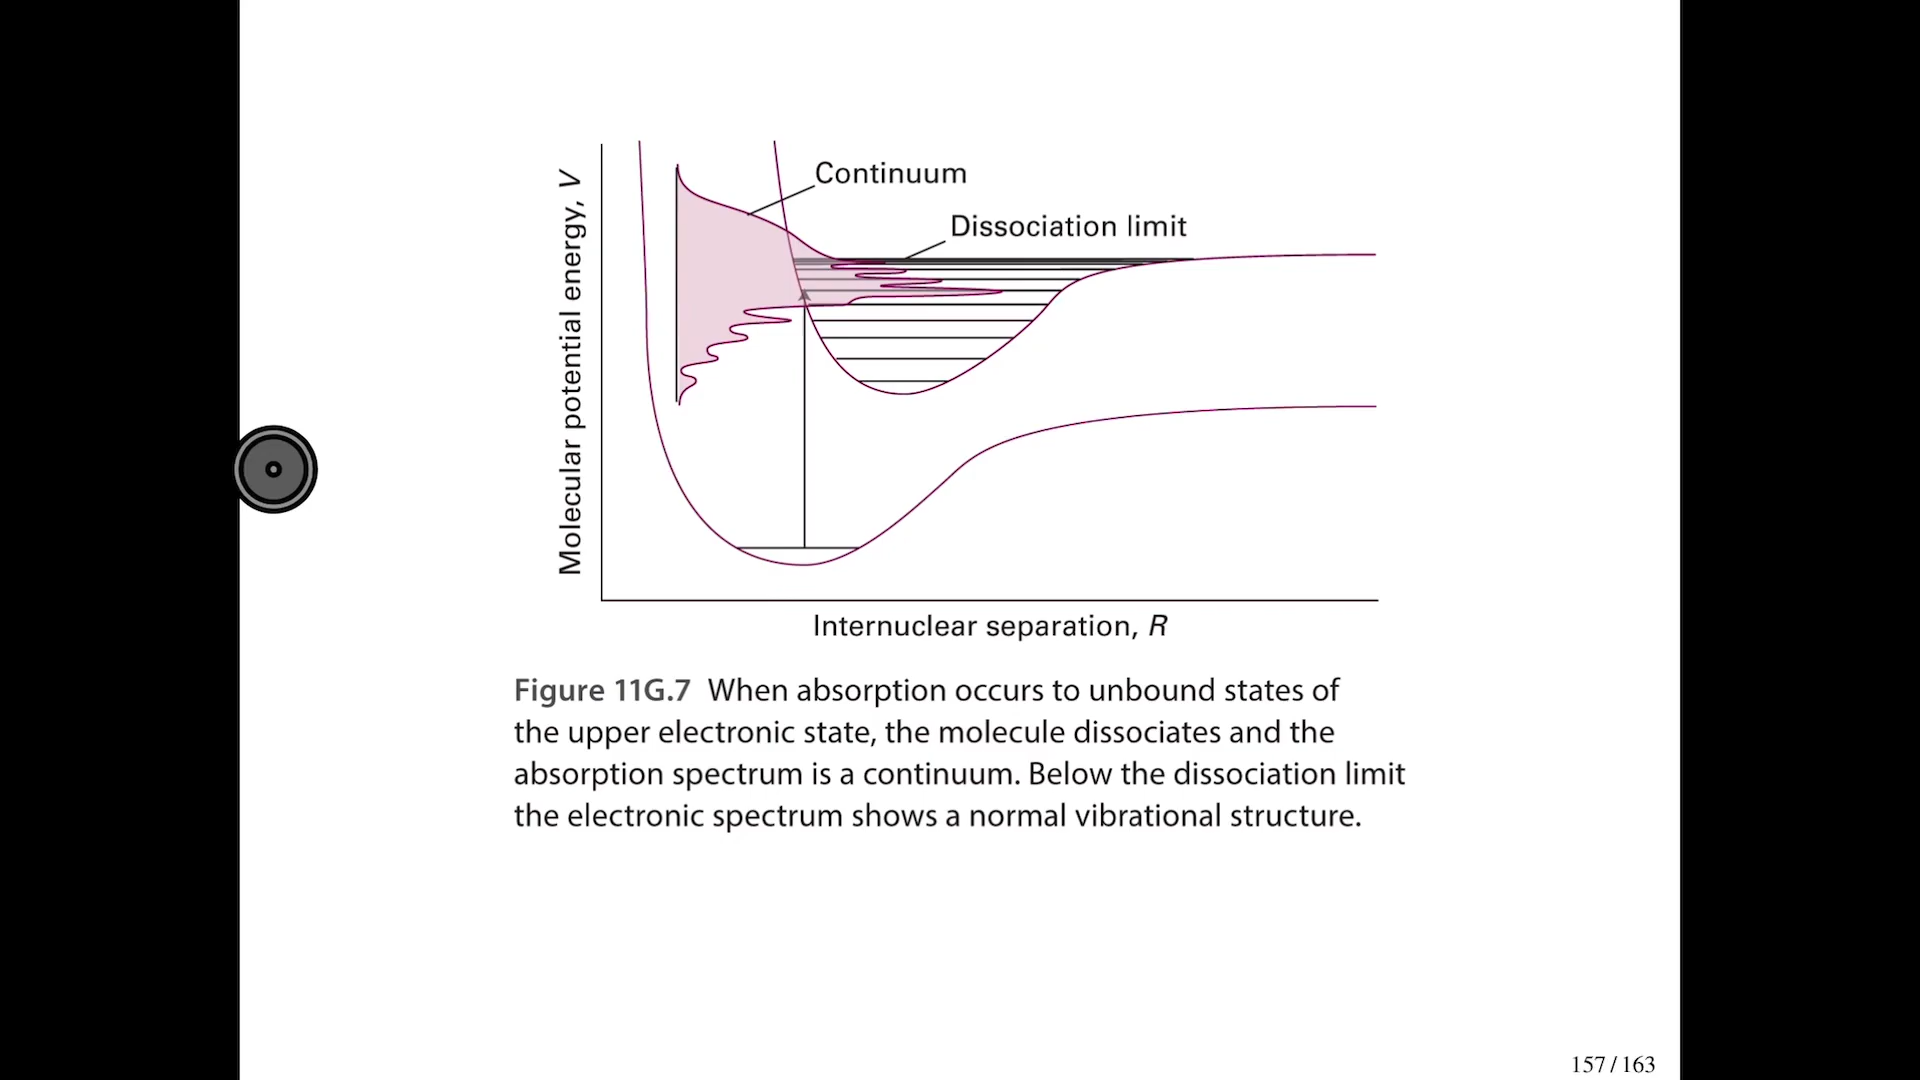 Continuum
Dissociation limit
Molecular potential energy, V
Internuclear separation, R
Figure 11G.7 When absorption occurs to unbound states of
the upper electronic state, the molecule dissociates and the
absorption spectrum is a continuum. Below the dissociation limit
the electronic spectrum shows a normal vibrational structure.
157 / 163